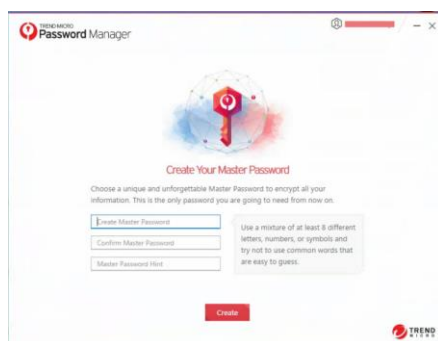 TREND MICRO
Password Manager
Create Your Master Password
Choose a unique and unforgettable Master Password to encrypt all your
information. This is the only password you are going to need from now on.
Create Master Password
Use a mixture of at least 8 different
letters, numbers, or symbols and
try not to use common words that
are easy to guess.
Confirm Master Password
Master Password Hint
Create
TREND
MICRO